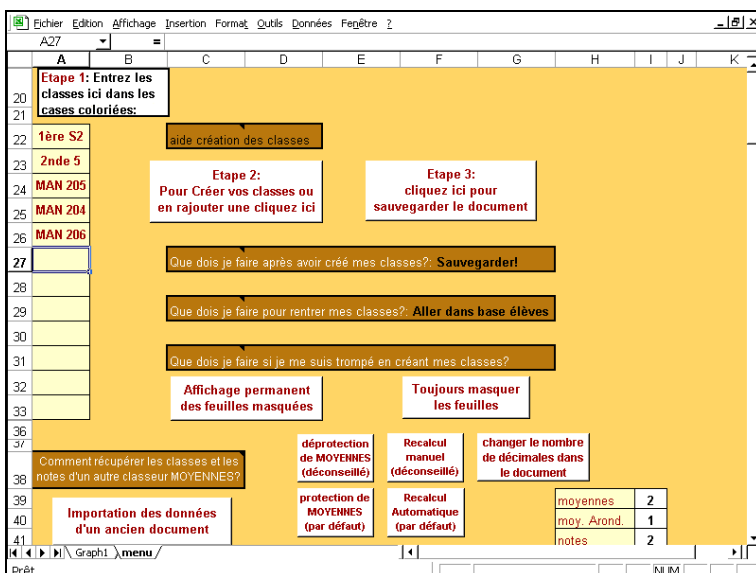 Fichier Edition Affichage Insertion Format Outils Données Fenêtre ?
A27 =
A B C D E F G H I J K
Etape 1: Entrez les
classes ici dans les
cases coloriées:
20
21
22 1ère S2 aide création des classes
23 2nde 5
24 MAN 205
25 MAN 204
26 MAN 206
Etape 2:
Pour Créer vos classes ou
en rajouter une cliquez ici
Etape 3:
cliquez ici pour
sauvegarder le document
27 Que dois je faire après avoir créé mes classes?: Sauvegarder!
28
29 Que dois je faire pour rentrer mes classes?: Aller dans base élèves
30
31 Que dois je faire si je me suis trompé en créant mes classes?
32
33
Affichage permanent
des feuilles masquées
Toujours masquer
les feuilles
36
37
38
Comment récupérer les classes et les
notes d'un autre classeur MOYENNES?
déprotection
de MOYENNES
(déconseillé)
Recalcul
manuel
(déconseillé)
changer le nombre
de décimales dans
le document
Importation des données
d'un ancien document
protection de
MOYENNES
(par défaut)
Recalcul
Automatique
(par défaut)
39 moyennes 2
40 moy. Arond. 1
41 notes 2
Graph1 menu
Prêt NUM